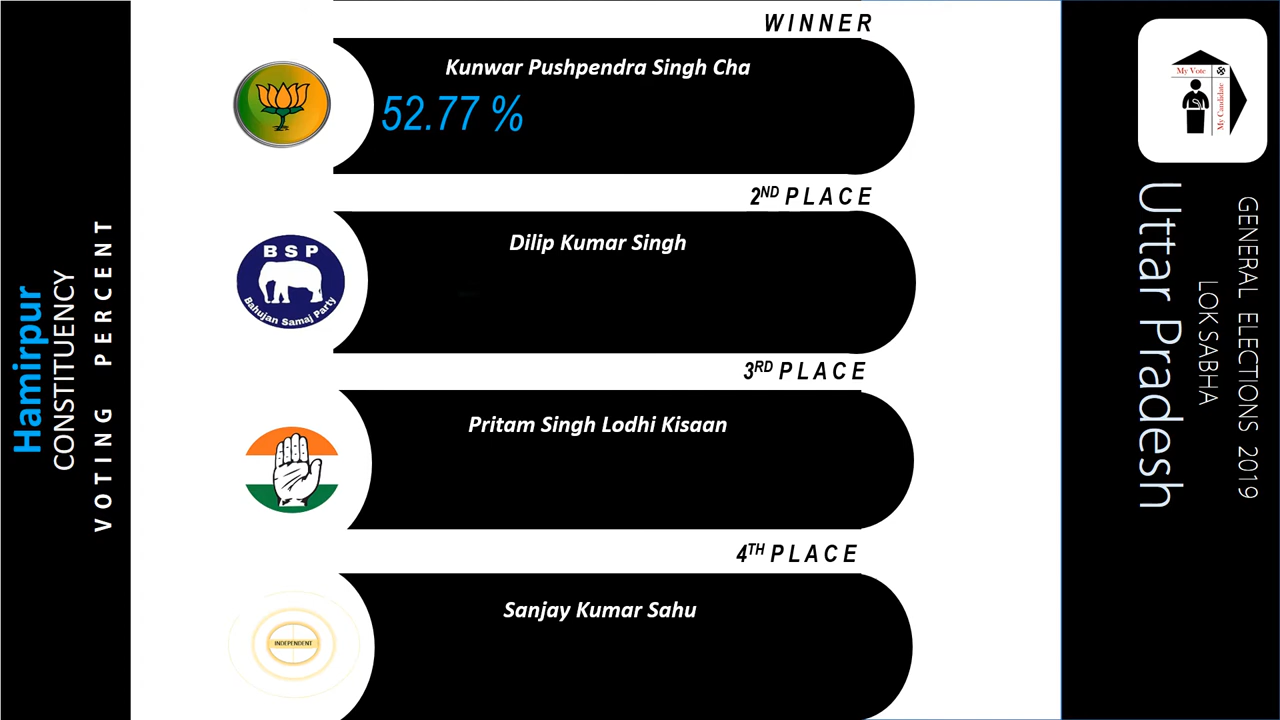 Hamirpur
CONSTITUENCY
VOTING PERCENT
WINNER
Kunwar Pushpendra Singh Cha
52.77 %
2ND PLACE
BSP
Bahujan Samaj Party
Dilip Kumar Singh
3RD PLACE
Pritam Singh Lodhi Kisaan
4TH PLACE
INDEPENDENT
Sanjay Kumar Sahu
My Vote
My Candidate
GENERAL ELECTIONS 2019
LOK SABHA
Uttar Pradesh